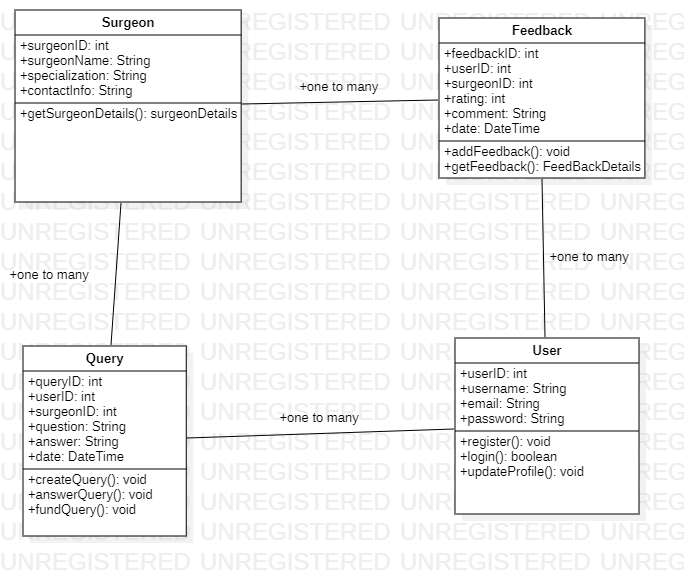 Surgeon
+surgeonID: int
+surgeonName: String
+specialization: String
+contactInfo: String
+getSurgeonDetails(): surgeonDetails
+one to many
Feedback
+feedbackID: int
+userID: int
+surgeonID: int
+rating: int
+comment: String
+date: DateTime
+addFeedback(): void
+getFeedback(): FeedBackDetails
+one to many
+one to many
Query
+queryID: int
+userID: int
+surgeonID: int
+question: String
+answer: String
+date: DateTime
+createQuery(): void
+answerQuery(): void
+fundQuery(): void
+one to many
User
+userID: int
+username: String
+email: String
+password: String
+register(): void
+login(): boolean
+updateProfile(): void
UNREGISTERED